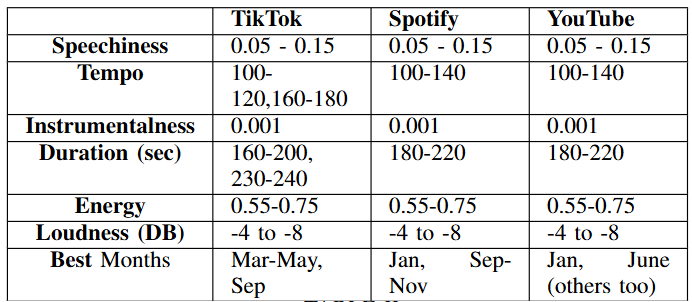 TikTok Spotify YouTube
Speechiness 0.05 - 0.15 0.05 - 0.15 0.05 - 0.15
Tempo 100- 100-140 100-140
120,160-180
Instrumentalness 0.001 0.001 0.001
Duration (sec) 160-200, 180-220 180-220
230-240
Energy 0.55-0.75 0.55-0.75 0.55-0.75
Loudness (DB) -4 to -8 -4 to -8 -4 to -8
Best Months Mar-May, Jan, Sep- Jan, June
Sep Nov (others too)